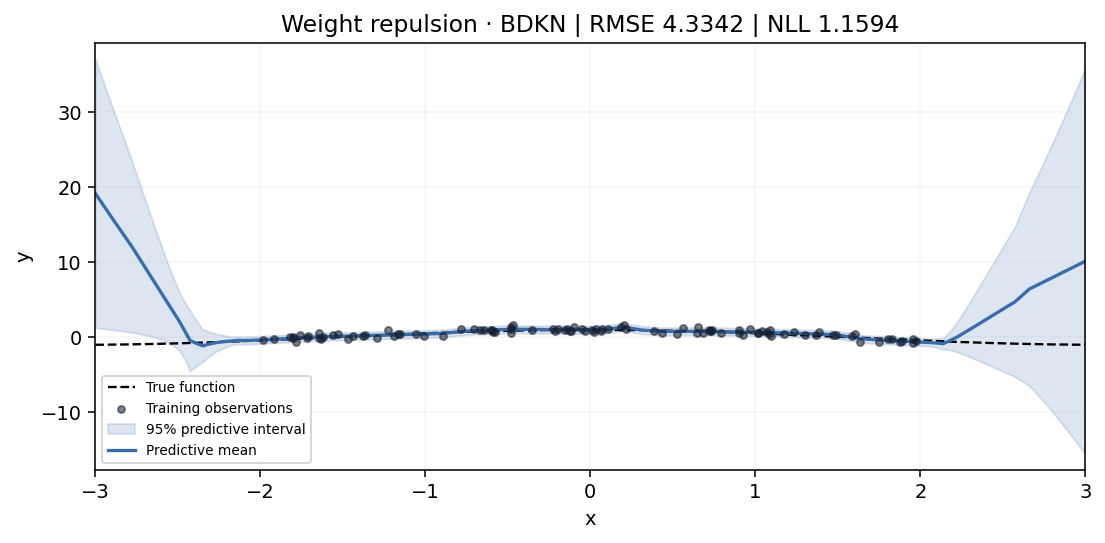 Weight repulsion · BDKN | RMSE 4.3342 | NLL 1.1594
y
30
20
10
0
−10
True function
Training observations
95% predictive interval
Predictive mean
−3
−2
−1
0
1
2
3
x